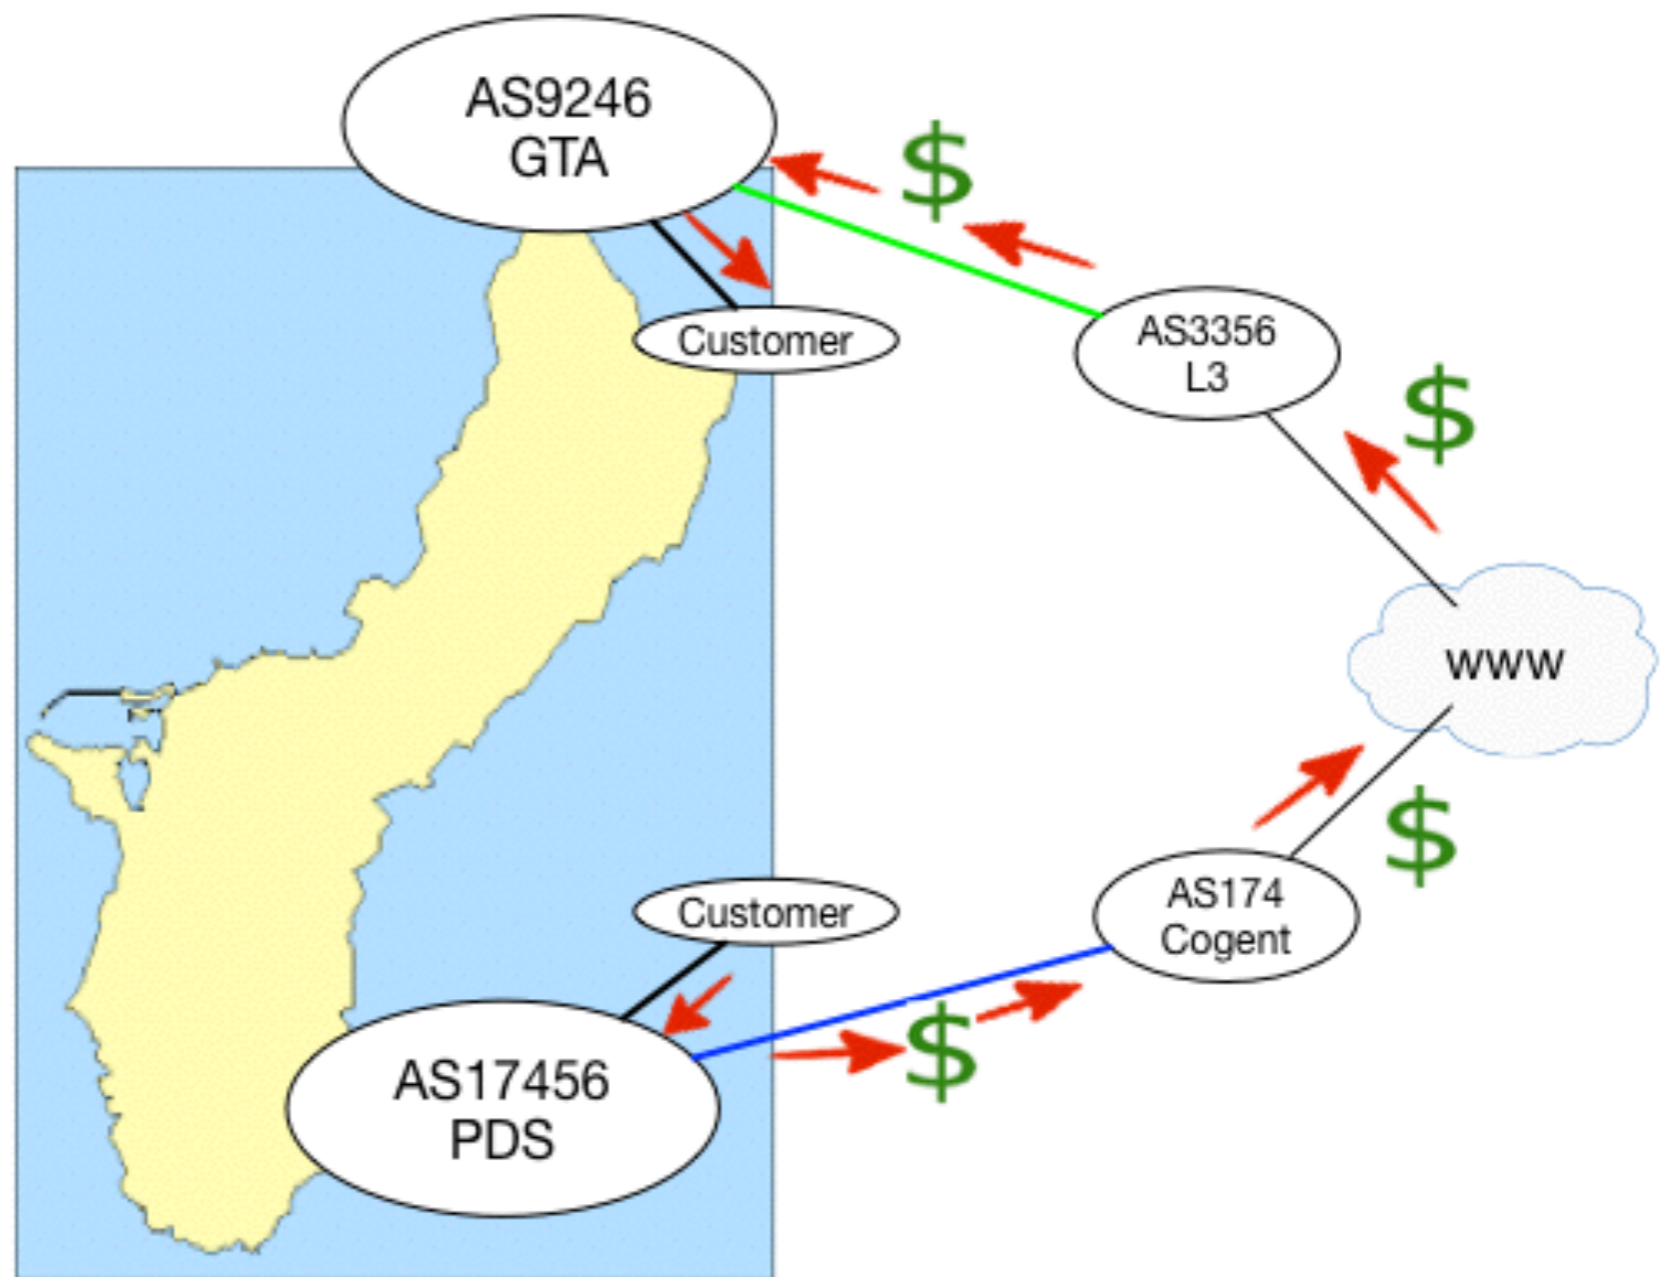 AS9246
GTA
$
Customer
AS3356
L3
$
www
$
Customer
AS174
Cogent
$
AS17456
PDS